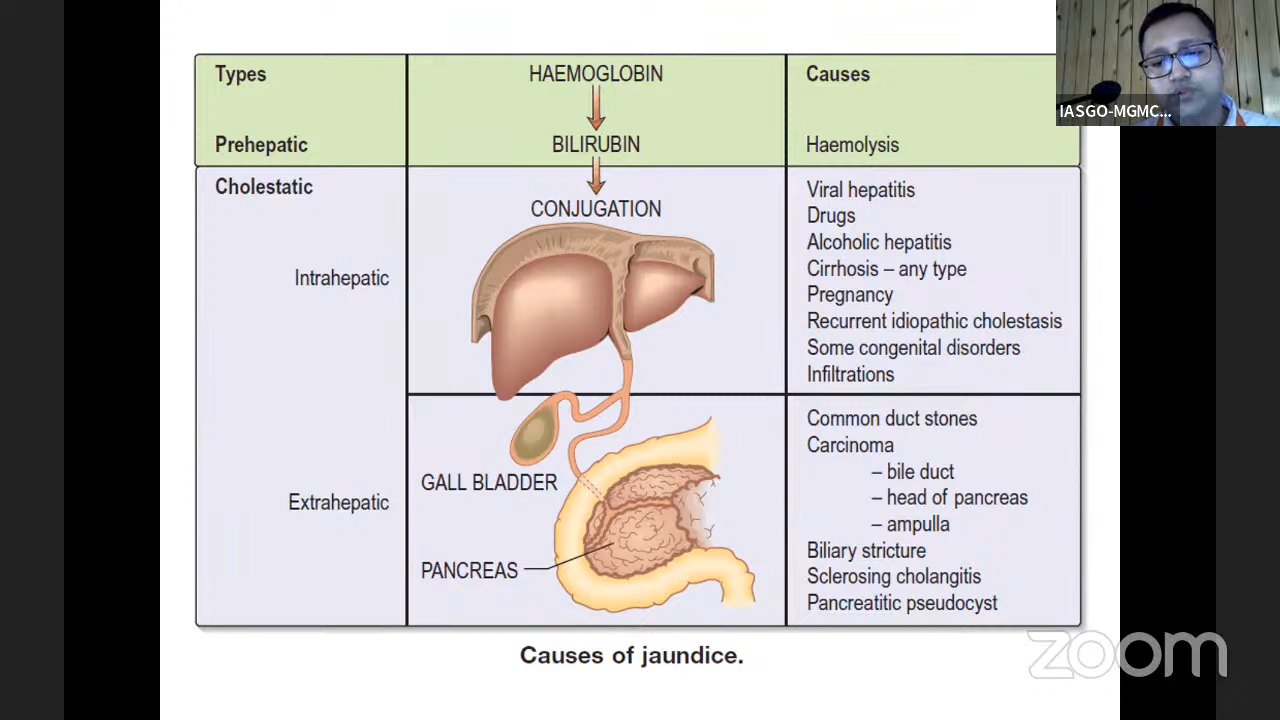 Types
HAEMOGLOBIN
Causes
Prehepatic
BILIRUBIN
Haemolysis
Cholestatic
CONJUGATION
Intrahepatic
Viral hepatitis
Drugs
Alcoholic hepatitis
Cirrhosis – any type
Pregnancy
Recurrent idiopathic cholestasis
Some congenital disorders
Infiltrations
Extrahepatic
GALL BLADDER
PANCREAS
Common duct stones
Carcinoma
– bile duct
– head of pancreas
– ampulla
Biliary stricture
Sclerosing cholangitis
Pancreatitic pseudocyst
Causes of jaundice.
IASGO-MGMC...
zoom